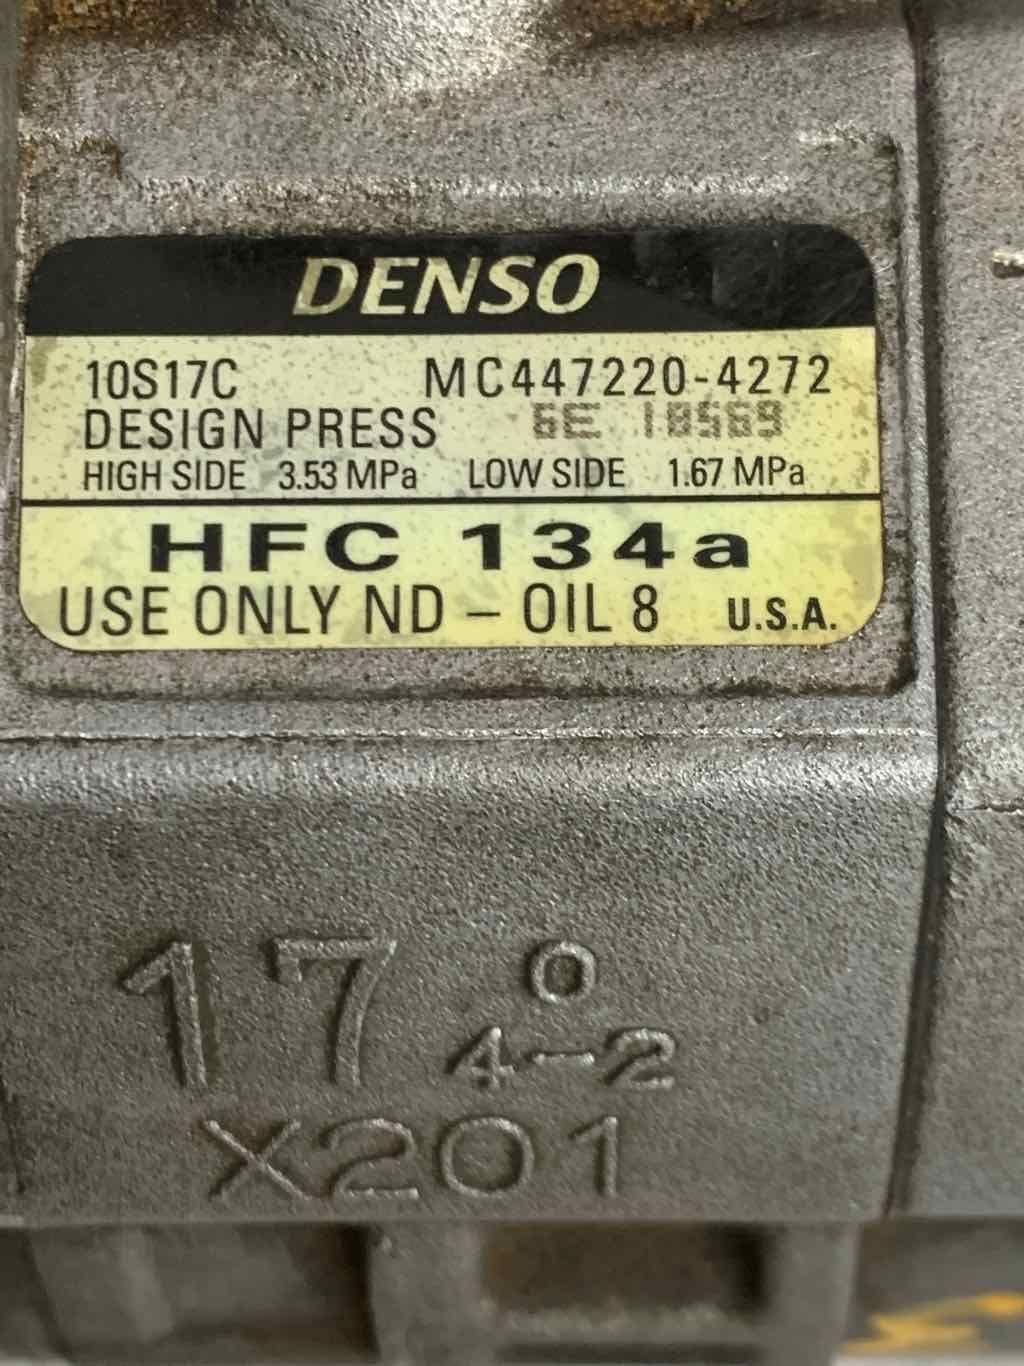 DENSO
10S17C MC447220-4272
DESIGN PRESS 6E 18569
HIGH SIDE 3.53 MPa LOW SIDE 1.67 MPa
HFC 134a
USE ONLY ND - OIL 8 U.S.A.
17 0
4-2
X201